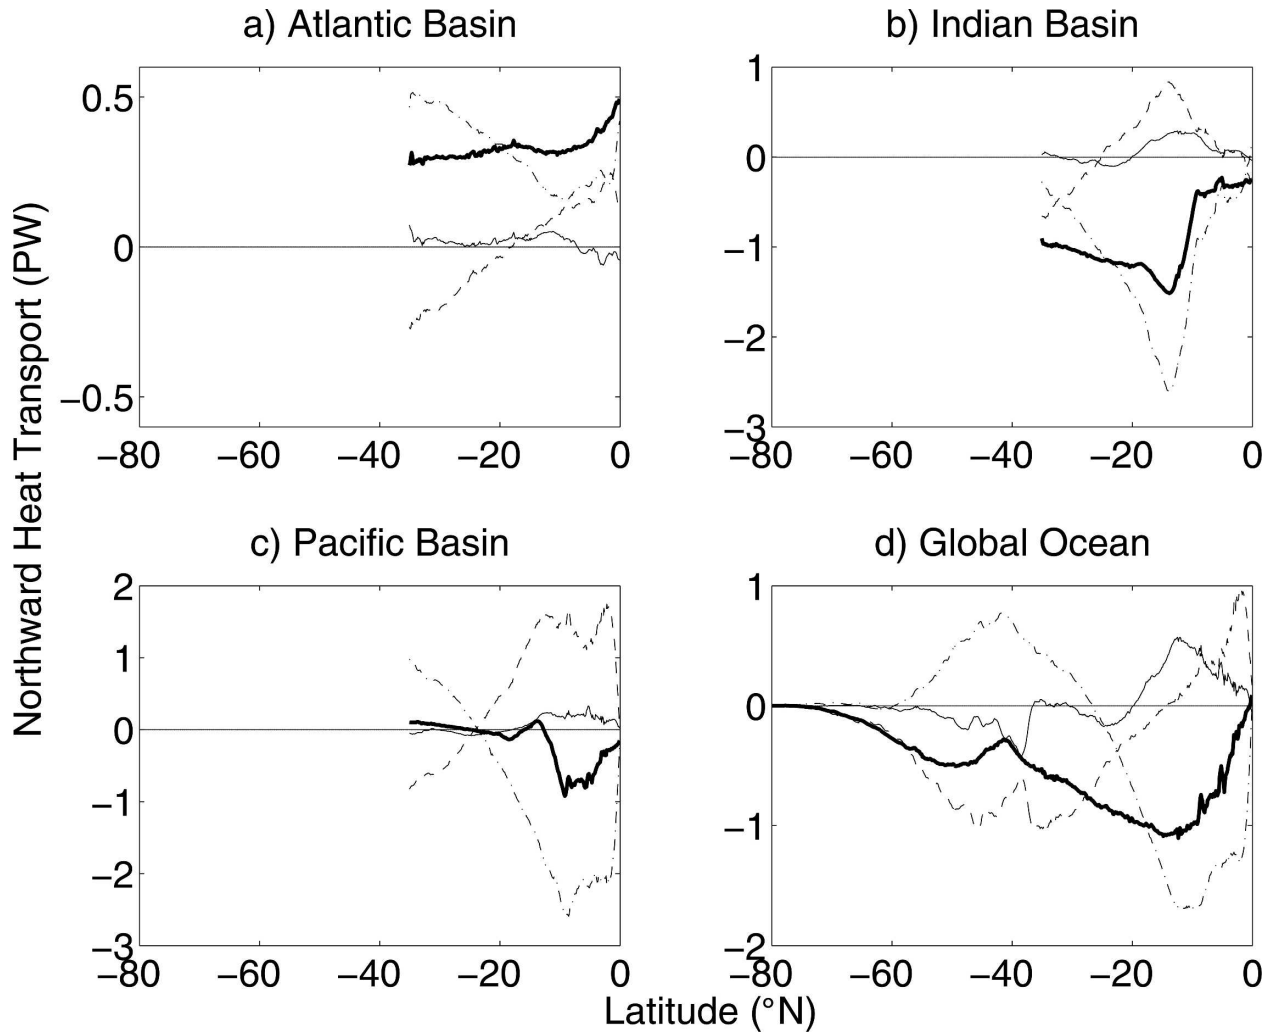 a) Atlantic Basin
b) Indian Basin
0.5
0
−0.5
−80 −60 −40 −20 0
1
0
−1
−2
−3
−80 −60 −40 −20 0
Northward Heat Transport (PW)
c) Pacific Basin
d) Global Ocean
2
1
0
−1
−2
−3
−80 −60 −40 −20 0
1
0
−1
−2
−80 −60 −40 −20 0
Latitude (°N)